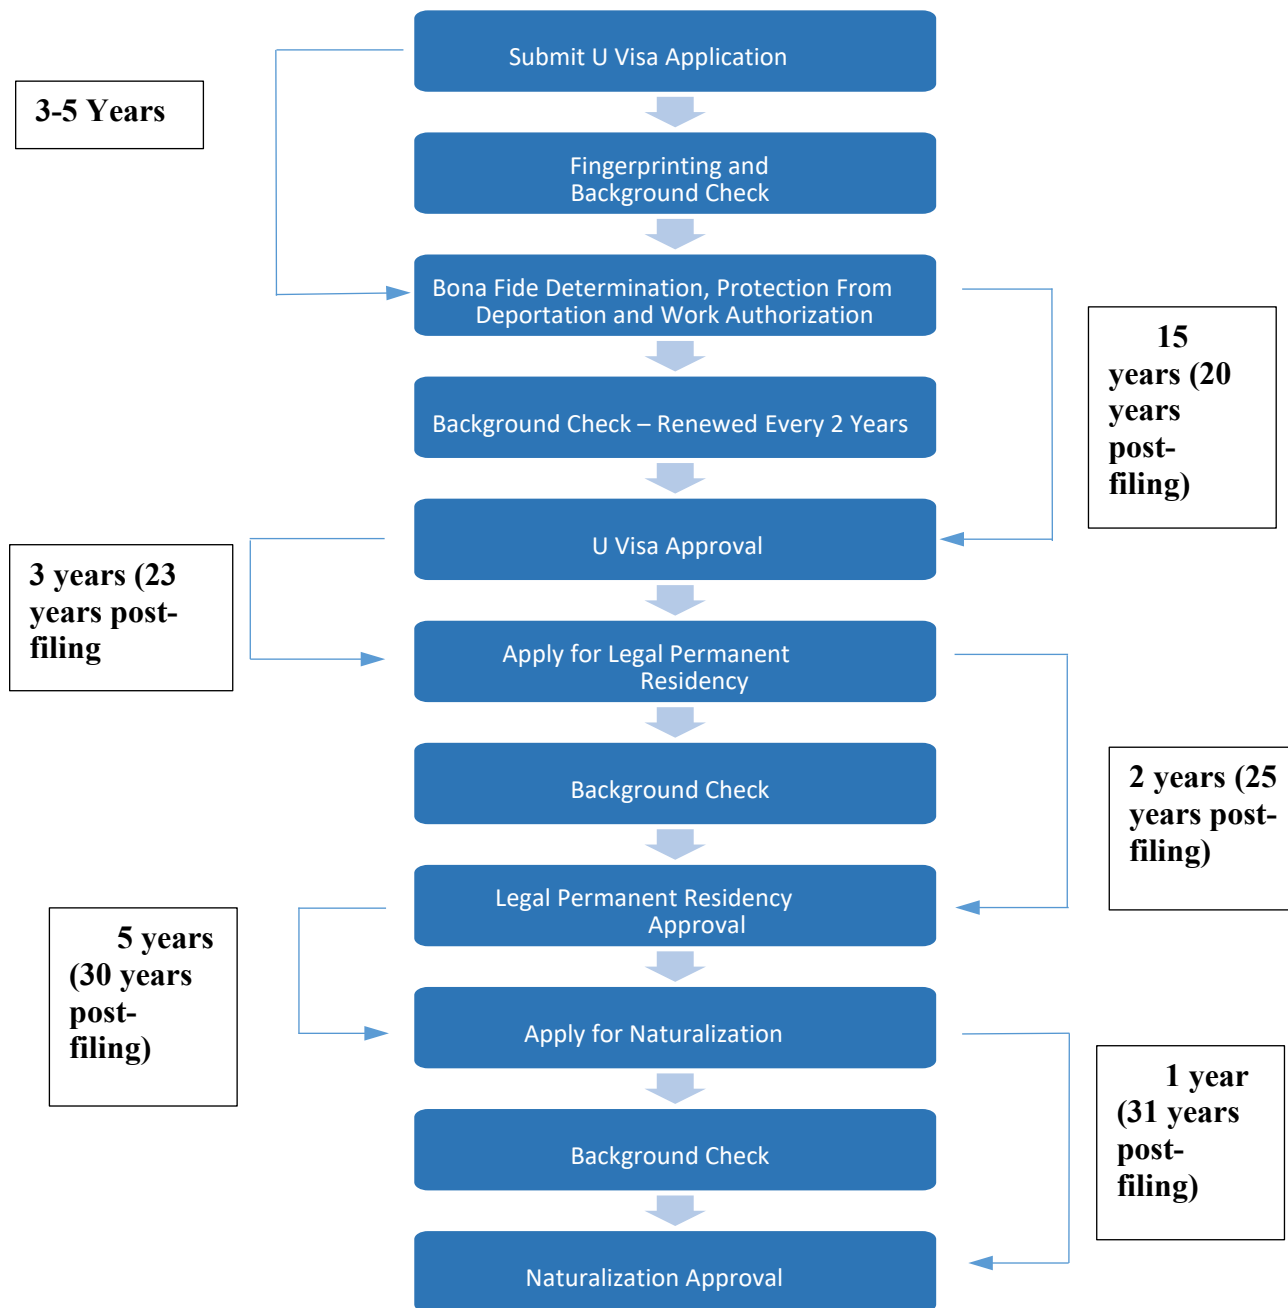 Submit U Visa Application
3-5 Years
Fingerprinting and
Background Check
Bona Fide Determination, Protection From
Deportation and Work Authorization
15
years (20
years
post-
filing)
Background Check – Renewed Every 2 Years
U Visa Approval
3 years (23
years post-
filing
Apply for Legal Permanent
Residency
Background Check
2 years (25
years post-
filing)
Legal Permanent Residency
Approval
5 years
(30 years
post-
filing)
Apply for Naturalization
1 year
(31 years
post-
filing)
Background Check
Naturalization Approval